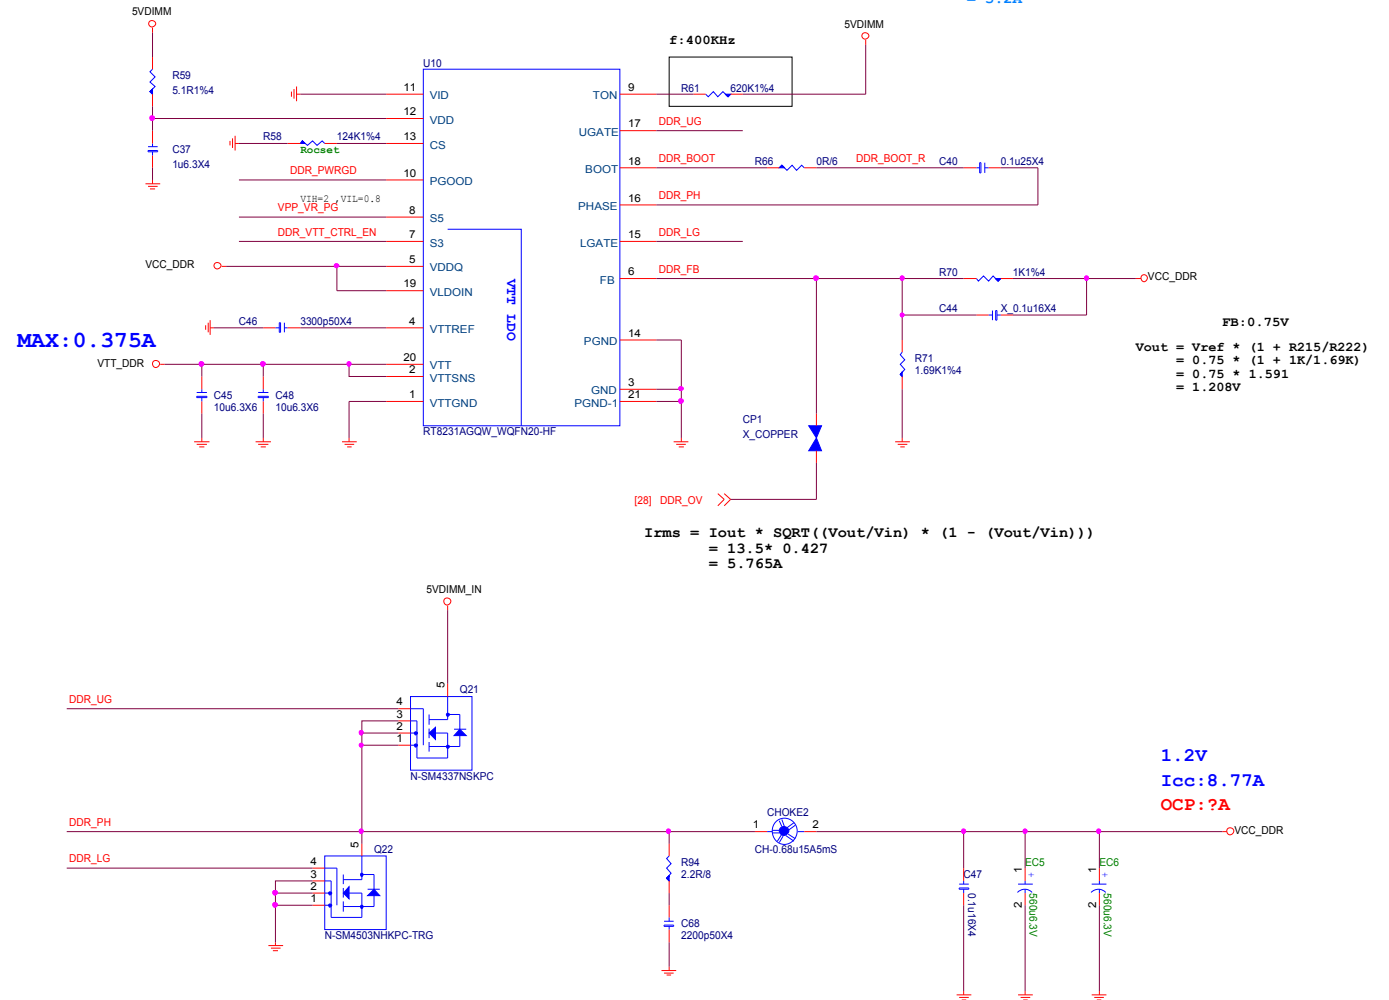 = 5.2A
5VDIMM
5VDIMM
f:400KHz
U10
R59
5.1R1%4
R61
620K1%4
11
VID
TON
9
12
VDD
UGATE
17
DDR_UG
C37
1u6.3X4
R58
124K1%4
Rocset
13
CS
BOOT
18
DDR_BOOT
R66
0R/6
DDR_BOOT_R
C40
0.1u25X4
DDR_PWRGD
10
PGOOD
VIH=2 ,VIL=0.8
VPP_VR_PG
8
S5
PHASE
16
DDR_PH
DDR_VTT_CTRL_EN
7
S3
LGATE
15
DDR_LG
VCC_DDR
5
VDDQ
19
VLDOIN
VTT LDO
FB
6
DDR_FB
R70
1K1%4
VCC_DDR
C44
X_0.1u16X4
C46
3300p50X4
4
VTTREF
PGND
14
FB:0.75V
MAX:0.375A
VTT_DDR
20
VTT
2
VTTSNS
R71
1.69K1%4
Vout = Vref * (1 + R215/R222)
= 0.75 * (1 + 1K/1.69K)
= 0.75 * 1.591
= 1.208V
C45
10u6.3X6
C48
10u6.3X6
1
VTTGND
GND
3
PGND-1
21
RT8231AGQW_WQFN20-HF
CP1
X_COPPER
[28]
DDR_OV
Irms = Iout * SQRT((Vout/Vin) * (1 - (Vout/Vin)))
= 13.5* 0.427
= 5.765A
5VDIMM_IN
5
Q21
DDR_UG
4
3
2
1
N-SM4337NSKPC
1.2V
Icc:8.77A
OCP:?A
DDR_PH
CHOKE2
1
2
CH-0.68u15A5mS
VCC_DDR
5
Q22
DDR_LG
4
3
2
1
N-SM4503NHKPC-TRG
R94
2.2R/8
C68
2200p50X4
C47
0.1u16X4
EC5
1
+
2
560u6.3V
EC6
1
+
2
560u6.3V